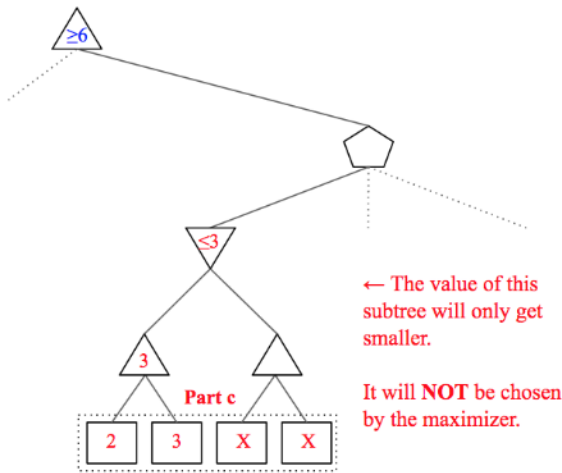 ≥6
≤3
← The value of this
subtree will only get
smaller.
3
It will NOT be chosen
by the maximizer.
Part c
2 3 X X